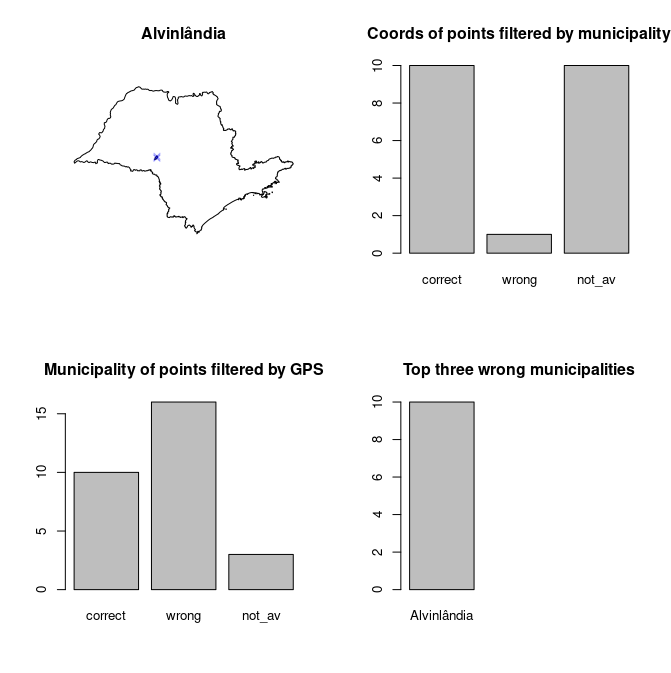 Alvinlândia
Coords of points filtered by municipality
10
8
6
4
2
0
correct wrong not_av
Municipality of points filtered by GPS
15
10
5
0
correct wrong not_av
Top three wrong municipalities
10
8
6
4
2
0
Alvinlândia